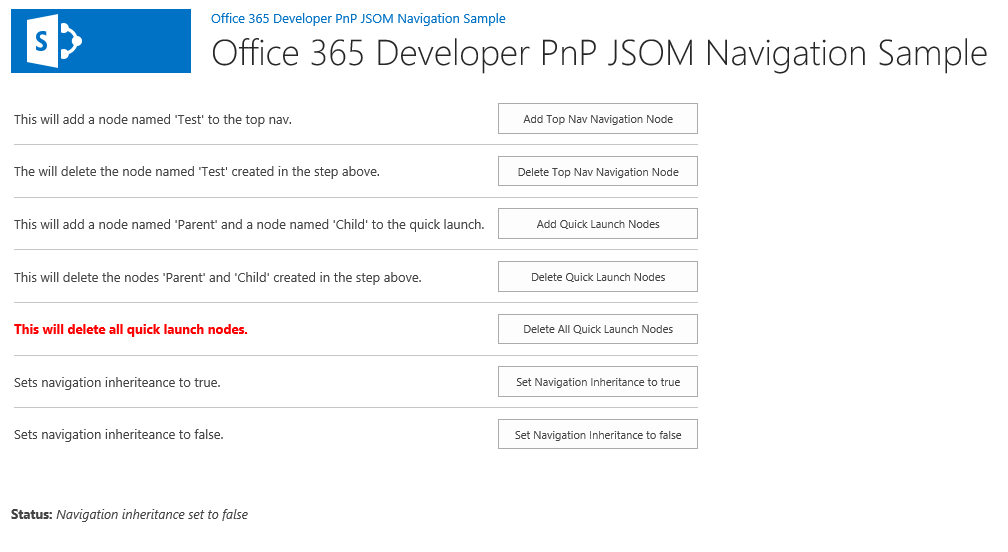 Office 365 Developer PnP JSOM Navigation Sample
Office 365 Developer PnP JSOM Navigation Sample
This will add a node named 'Test' to the top nav.
Add Top Nav Navigation Node
The will delete the node named 'Test' created in the step above.
Delete Top Nav Navigation Node
This will add a node named 'Parent' and a node named 'Child' to the quick launch.
Add Quick Launch Nodes
This will delete the nodes 'Parent' and 'Child' created in the step above.
Delete Quick Launch Nodes
This will delete all quick launch nodes.
Delete All Quick Launch Nodes
Sets navigation inheriteance to true.
Set Navigation Inheritance to true
Sets navigation inheriteance to false.
Set Navigation Inheritance to false
Status: Navigation inheritance set to false